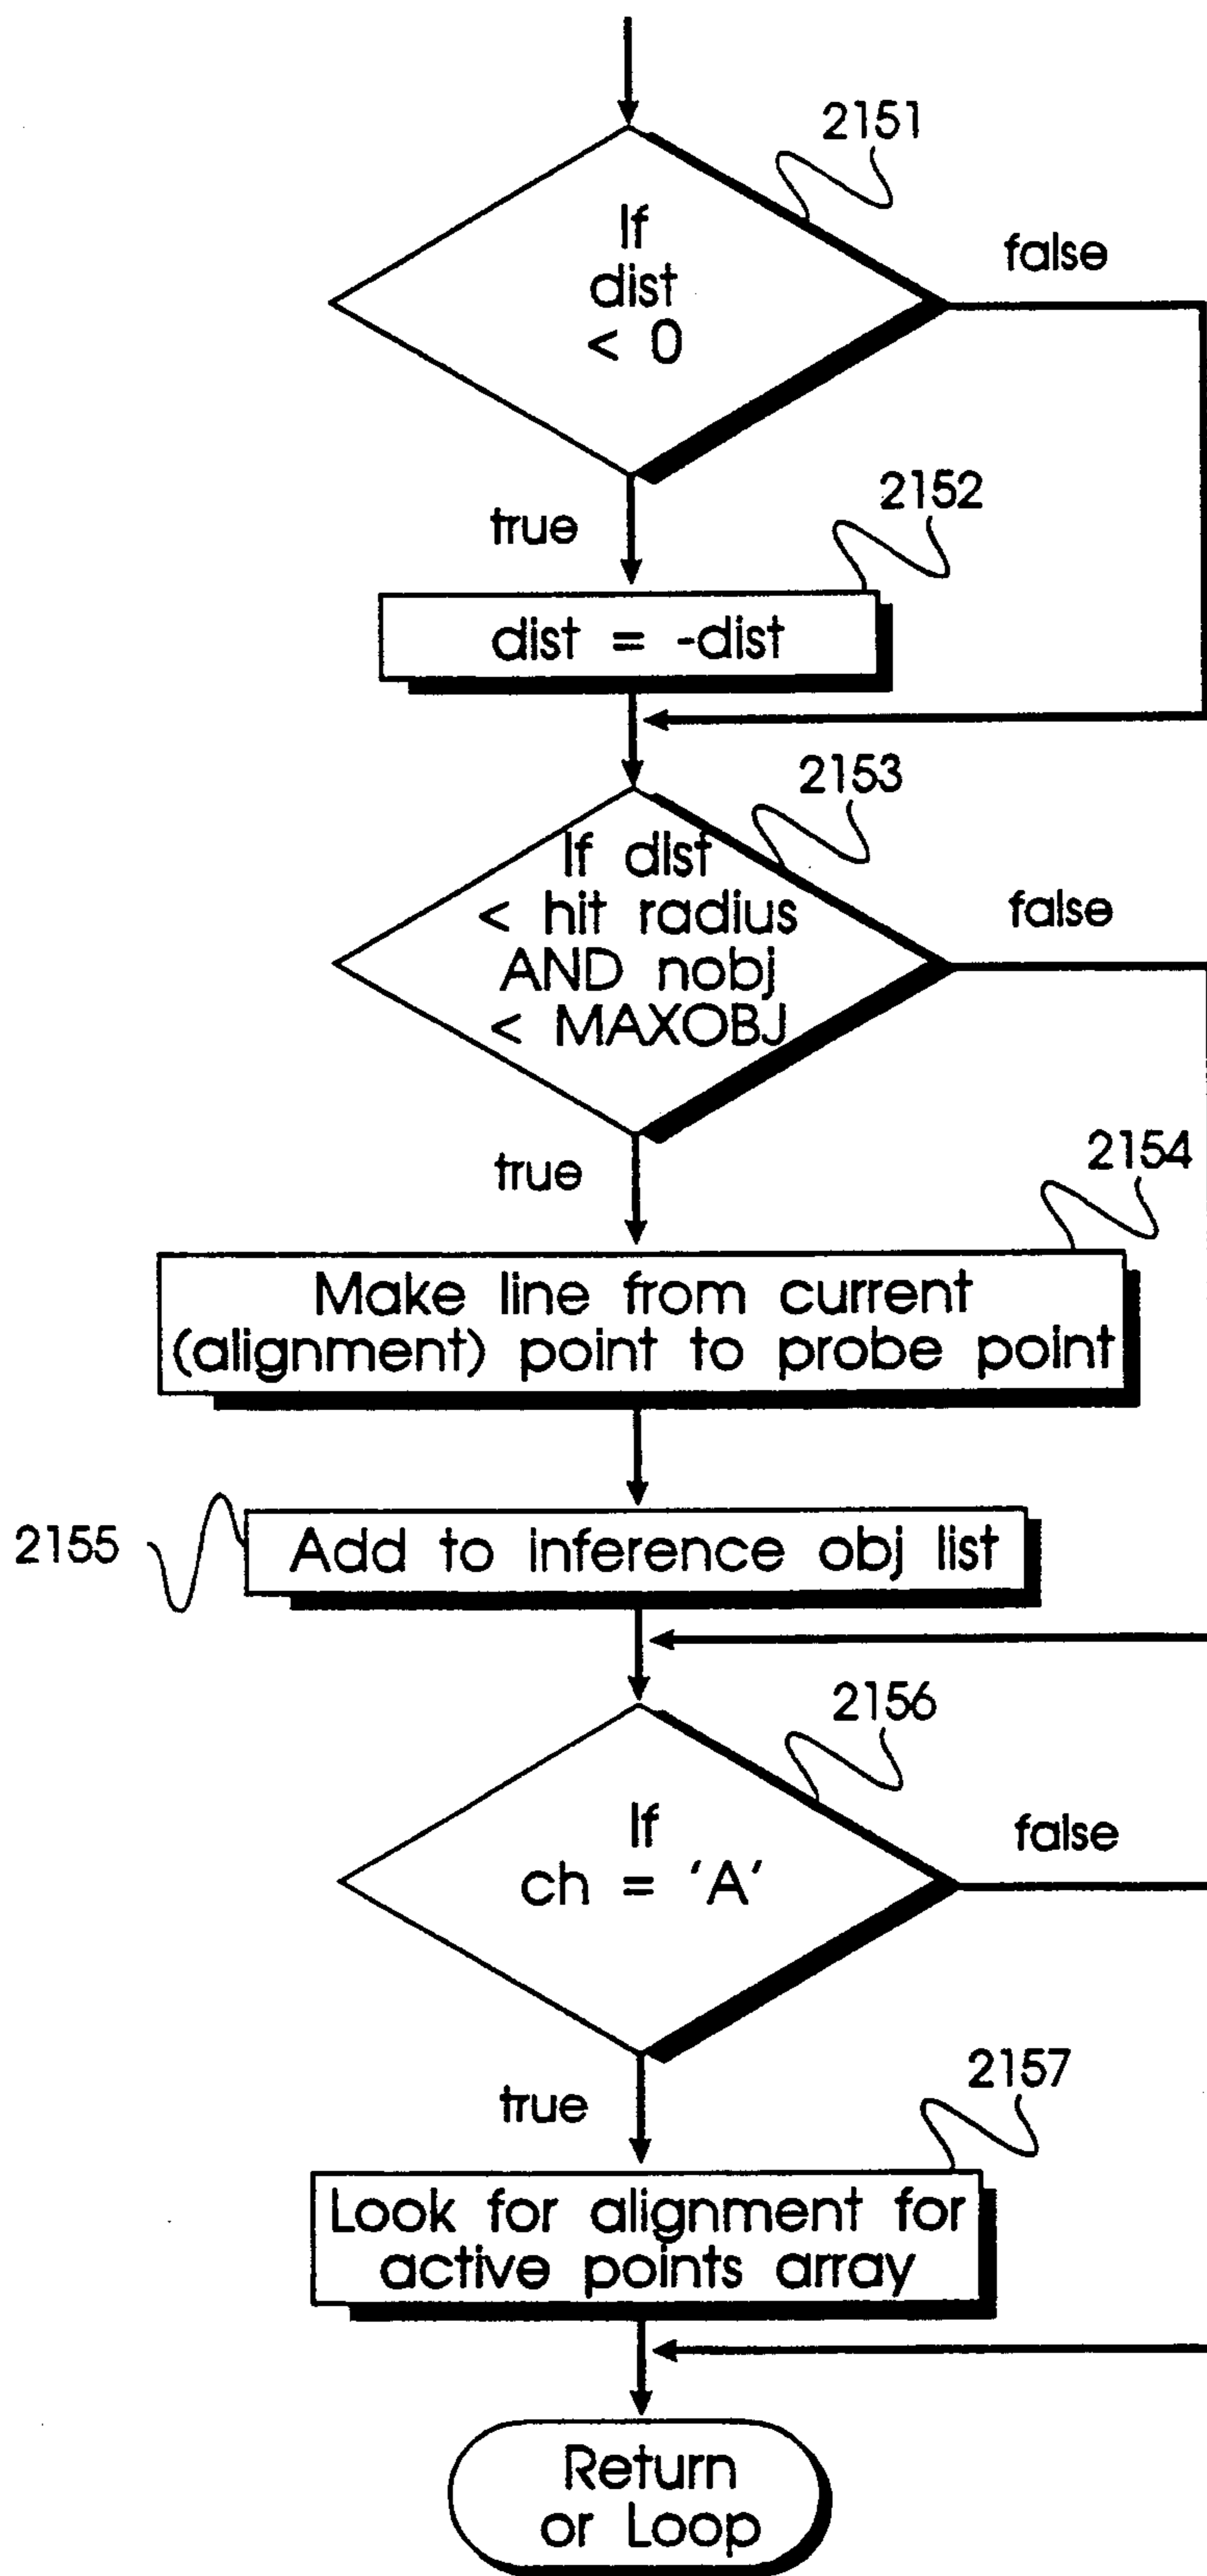 2151
If
dist
< 0
false
2152
true
dist = -dist
2153
If dist
< hit radius
AND nobj
< MAXOBJ
false
2154
true
Make line from current
(alignment) point to probe point
2155
Add to inference obj list
2156
If
ch = 'A'
false
2157
true
Look for alignment for
active points array
Return
or Loop